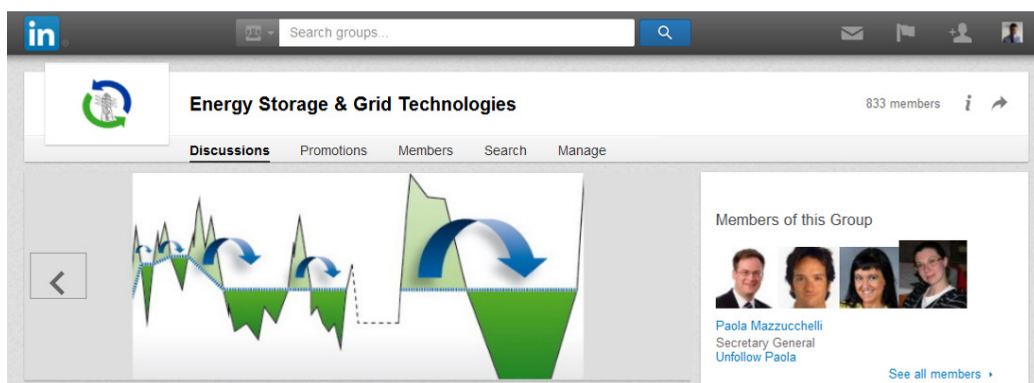 in
Search groups...
Energy Storage & Grid Technologies
833 members
i
Discussions Promotions Members Search Manage
Members of this Group
Paola Mazzucchelli
Secretary General
Unfollow Paola
See all members